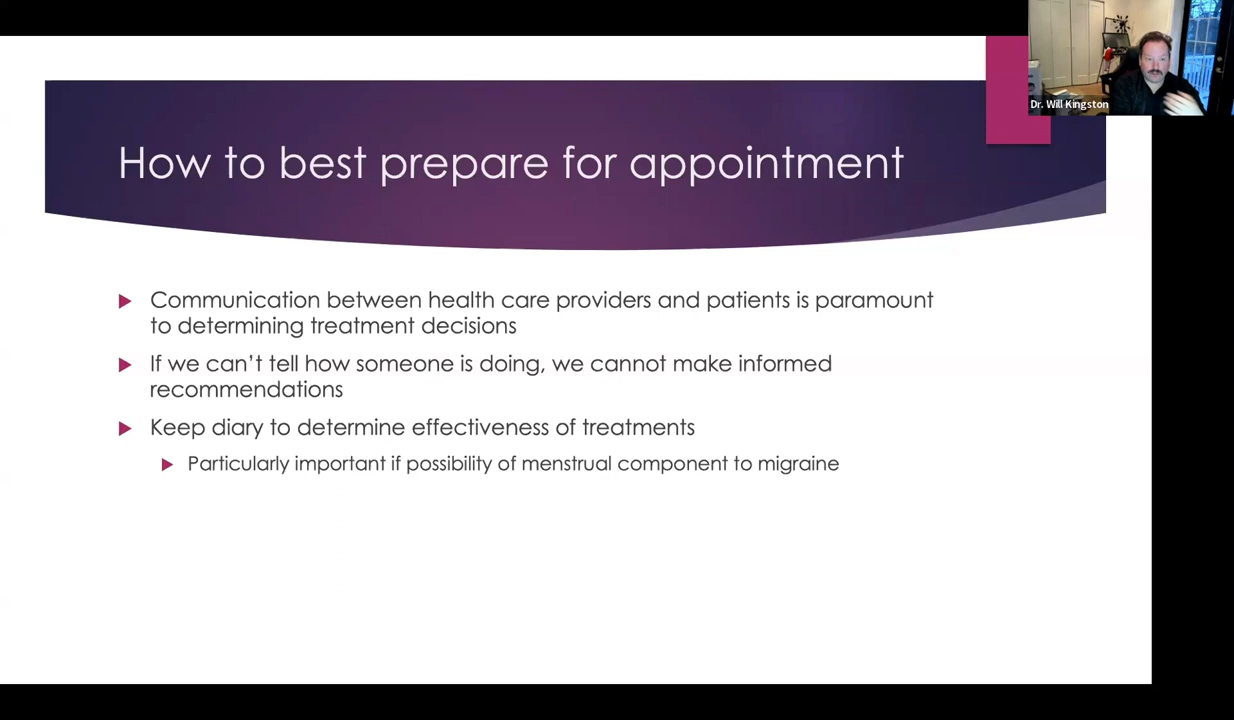 Dr. Will Kingston
How to best prepare for appointment
Communication between health care providers and patients is paramount
to determining treatment decisions
If we can't tell how someone is doing, we cannot make informed
recommendations
Keep diary to determine effectiveness of treatments
Particularly important if possibility of menstrual component to migraine